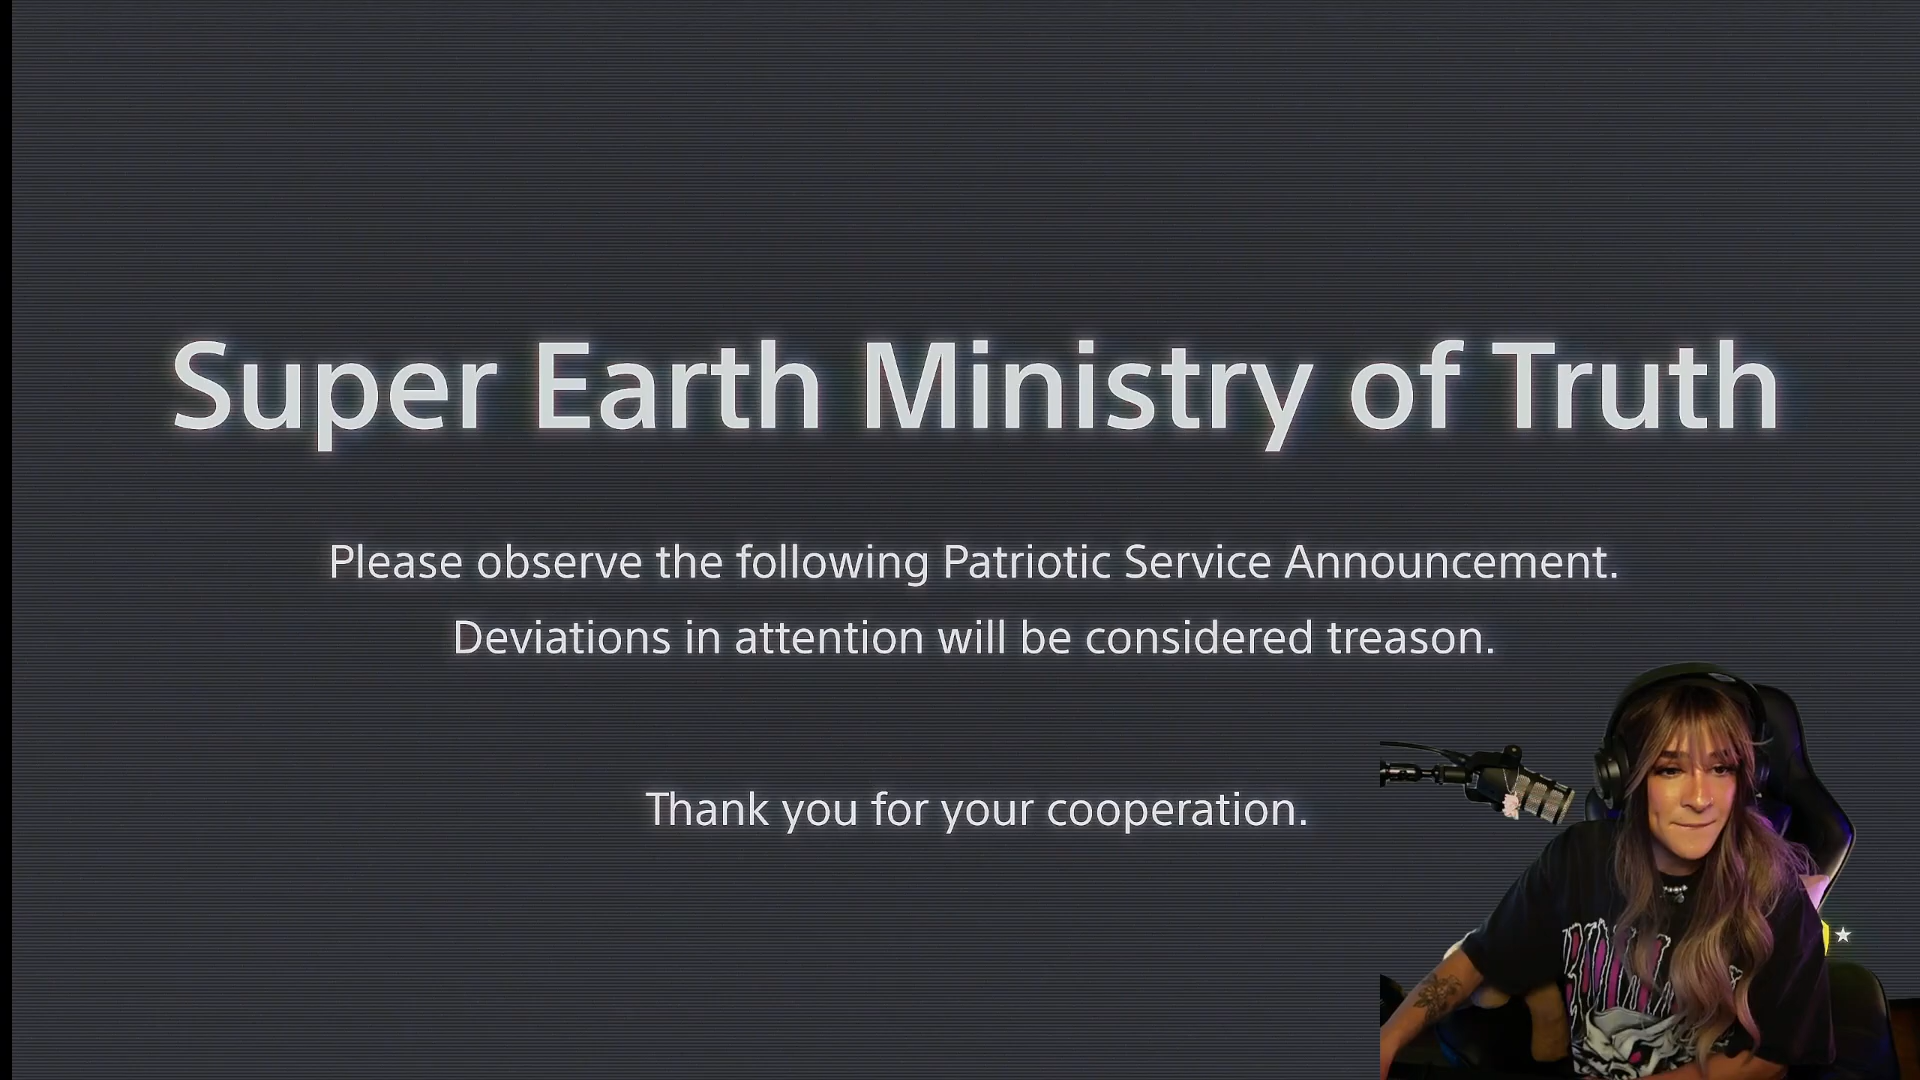 Super Earth Ministry of Truth
Please observe the following Patriotic Service Announcement.
Deviations in attention will be considered treason.
Thank you for your cooperation.